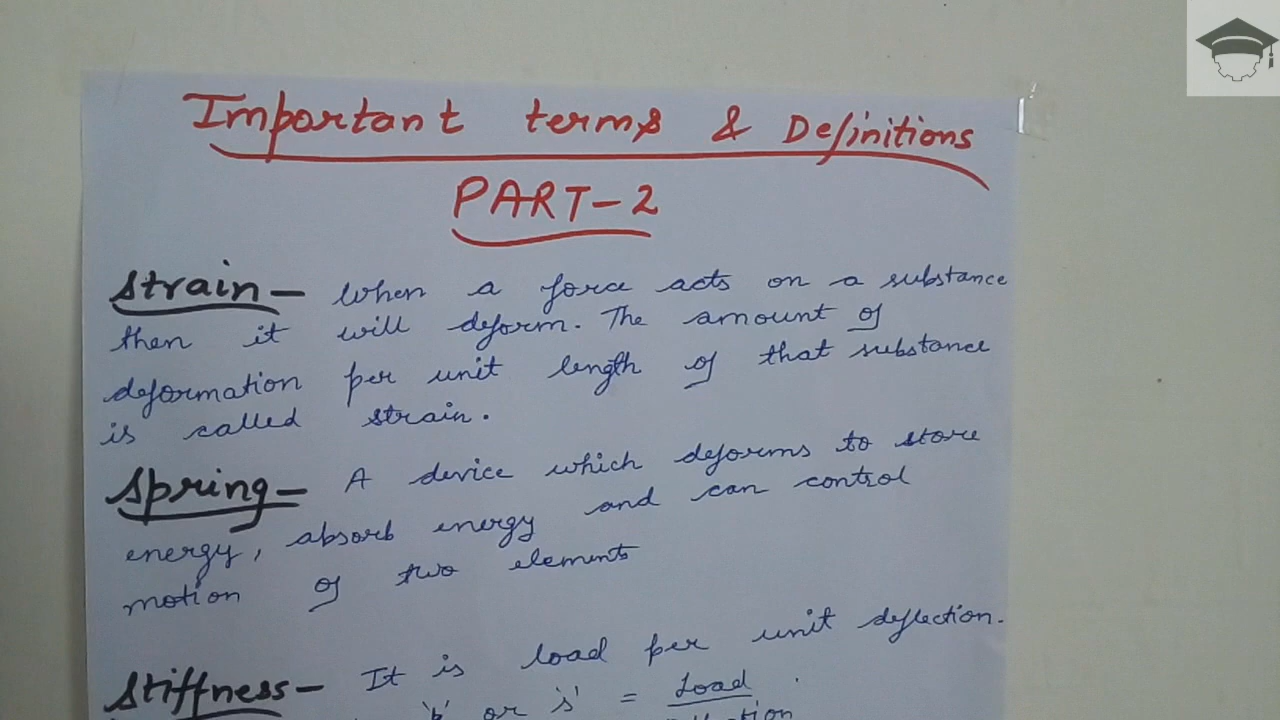 Important terms & Definitions
PART-2
Strain- When a force acts on a substance
then it will deform. The amount of
deformation per unit length of that substance
is called strain.
Spring- A device which deforms to store
energy, absorb energy and can control
motion of two elements
Stiffness- It is load per unit deflection.
'k' or 's' = Load